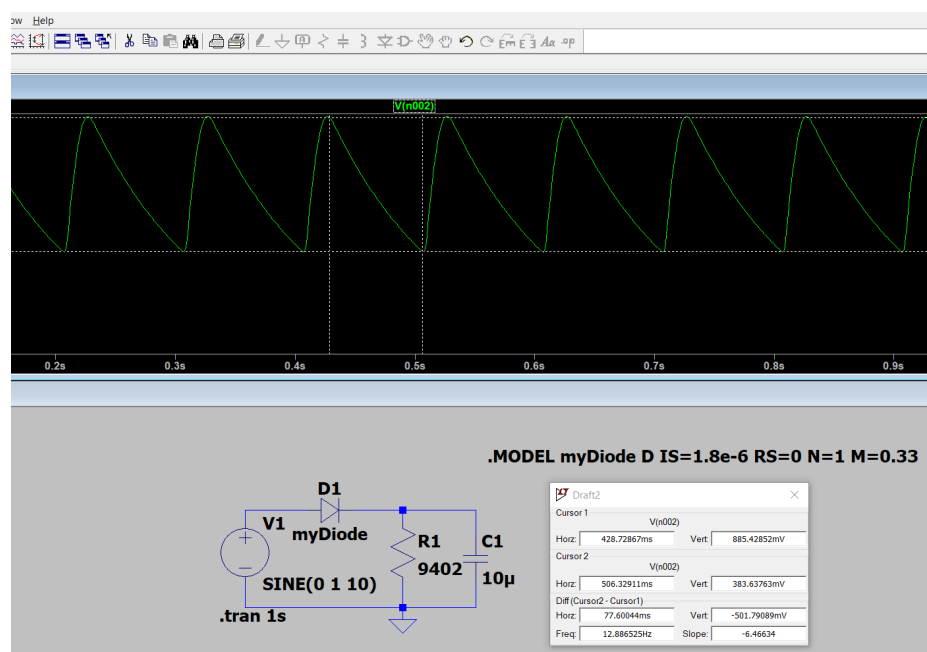 ow Help
V(n002)
0.2s 0.3s 0.4s 0.5s 0.6s 0.7s 0.8s 0.9s
.MODEL myDiode D IS=1.8e-6 RS=0 N=1 M=0.33
D1
V1 myDiode
R1 C1
9402 10µ
SINE(0 1 10)
.tran 1s
Draft2
Cursor 1
V(n002)
Horz: 428.72867ms Vert: 885.42852mV
Cursor 2
V(n002)
Horz: 506.32911ms Vert: 383.63763mV
Diff (Cursor2 - Cursor1)
Horz: 77.60044ms Vert: -501.79089mV
Freq: 12.886525Hz Slope: -6.46634